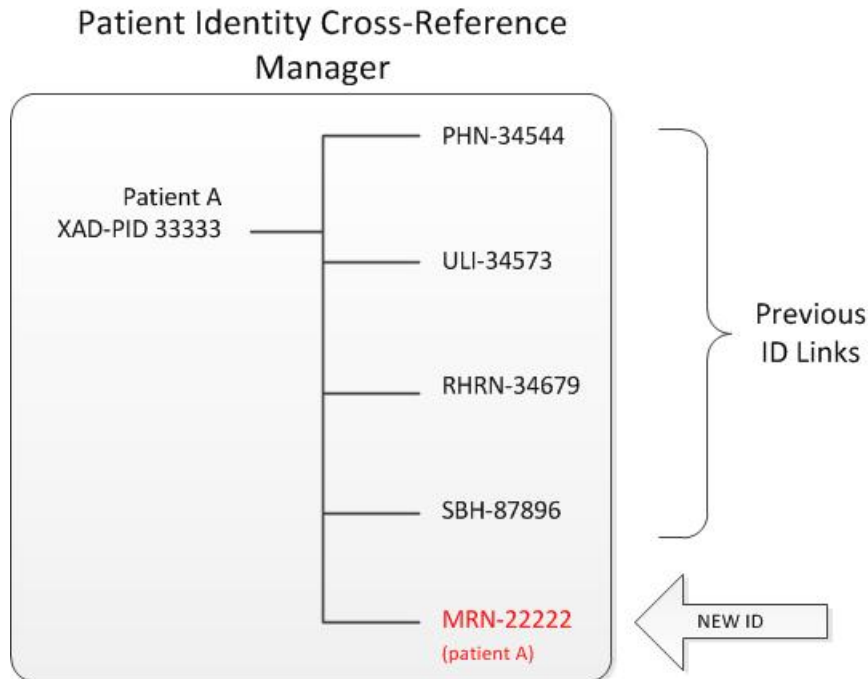 Patient Identity Cross-Reference
Manager
PHN-34544
Patient A
XAD-PID 33333
ULI-34573
Previous
ID Links
RHRN-34679
SBH-87896
MRN-22222
(patient A)
NEW ID